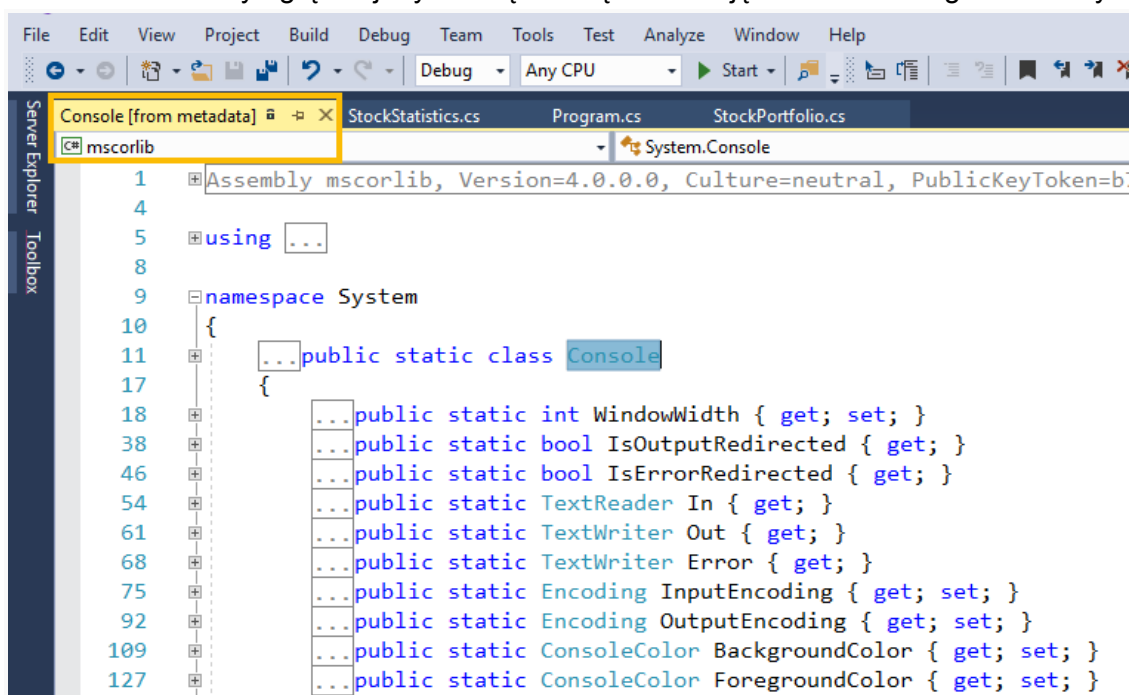 File Edit View Project Build Debug Team Tools Test Analyze Window Help
Debug Any CPU Start
Server Explorer
Toolbox
Console [from metadata] StockStatistics.cs Program.cs StockPortfolio.cs
C# mscorlib System.Console
1 Assembly mscorlib, Version=4.0.0.0, Culture=neutral,
4
5 using ...
8
9 namespace System
10 {
11 ...public static class Console
17 {
18 ...public static int WindowWidth { get; set; }
38 ...public static bool IsOutputRedirected { get; }
46 ...public static bool IsErrorRedirected { get; }
54 ...public static TextReader In { get; }
61 ...public static TextWriter Out { get; }
68 ...public static TextWriter Error { get; }
75 ...public static Encoding InputEncoding { get; set; }
92 ...public static Encoding OutputEncoding { get; set; }
109 ...public static ConsoleColor BackgroundColor { get; set; }
127 ...public static ConsoleColor ForegroundColor { get; set; }